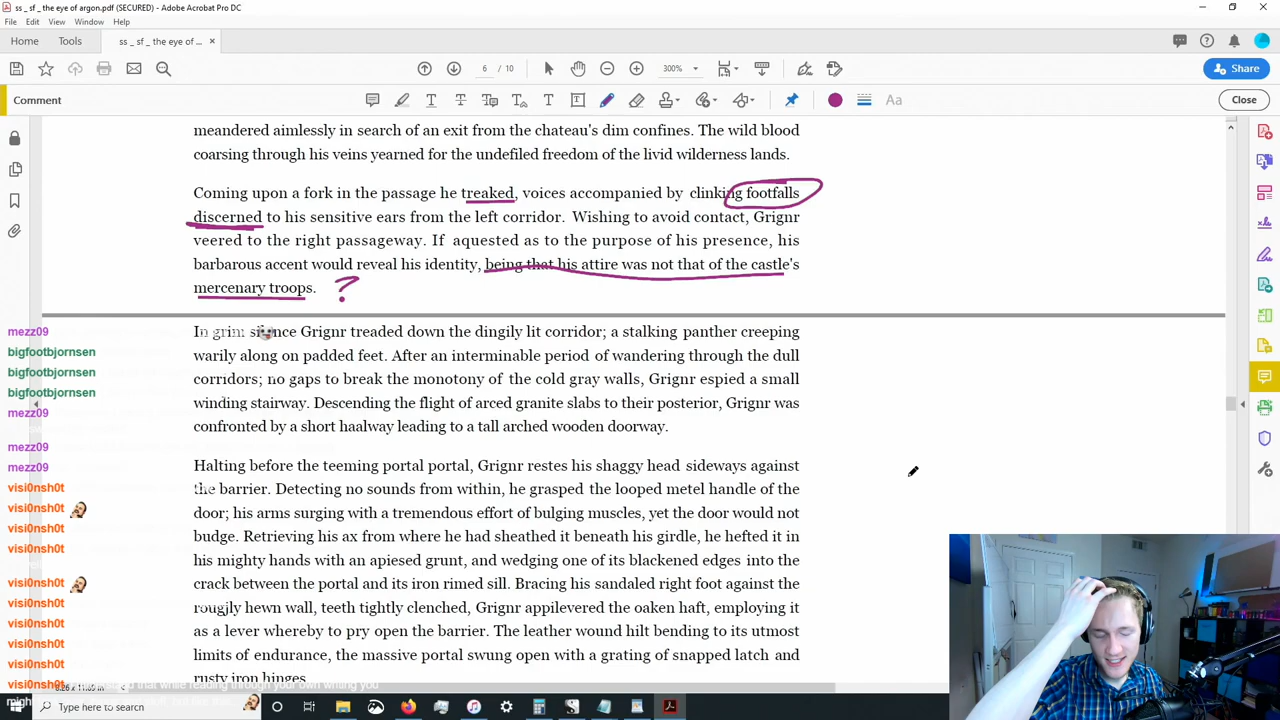 ss _ sf _ the eye of argon.pdf (SECURED) - Adobe Acrobat Pro DC
File Edit View Window Help
Home Tools ss _ sf _ the eye of ... ×
6 / 10 300% Share
Comment Aa Close
meandered aimlessly in search of an exit from the chateau's dim confines. The wild blood
coarsing through his veins yearned for the undefiled freedom of the livid wilderness lands.
Coming upon a fork in the passage he treaked, voices accompanied by clinking footfalls
discerned to his sensitive ears from the left corridor. Wishing to avoid contact, Grignr
veered to the right passageway. If aquested as to the purpose of his presence, his
barbarous accent would reveal his identity, being that his attire was not that of the castle's
mercenary troops. ?
mezz09
In grim silence Grignr treaded down the dingily lit corridor; a stalking panther creeping
bigfootbjornsen
warily along on padded feet. After an interminable period of wandering through the dull
bigfootbjornsen
corridors; no gaps to break the monotony of the cold gray walls, Grignr espied a small
bigfootbjornsen
winding stairway. Descending the flight of arced granite slabs to their posterior, Grignr was
mezz09
confronted by a short haalway leading to a tall arched wooden doorway.
mezz09
mezz09
Halting before the teeming portal portal, Grignr restes his shaggy head sideways against
visi0nsh0t
the barrier. Detecting no sounds from within, he grasped the looped metel handle of the
visi0nsh0t
door; his arms surging with a tremendous effort of bulging muscles, yet the door would not
visi0nsh0t
budge. Retrieving his ax from where he had sheathed it beneath his girdle, he hefted it in
visi0nsh0t
his mighty hands with an apiesed grunt, and wedging one of its blackened edges into the
visi0nsh0t
crack between the portal and its iron rimed sill. Bracing his sandaled right foot against the
visi0nsh0t
rougjly hewn wall, teeth tightly clenched, Grignr appilevered the oaken haft, employing it
visi0nsh0t
as a lever whereby to pry open the barrier. The leather wound hilt bending to its utmost
visi0nsh0t
limits of endurance, the massive portal swung open with a grating of snapped latch and
visi0nsh0t
rusty iron hinges.
that while reading through your own writing you
Type here to search